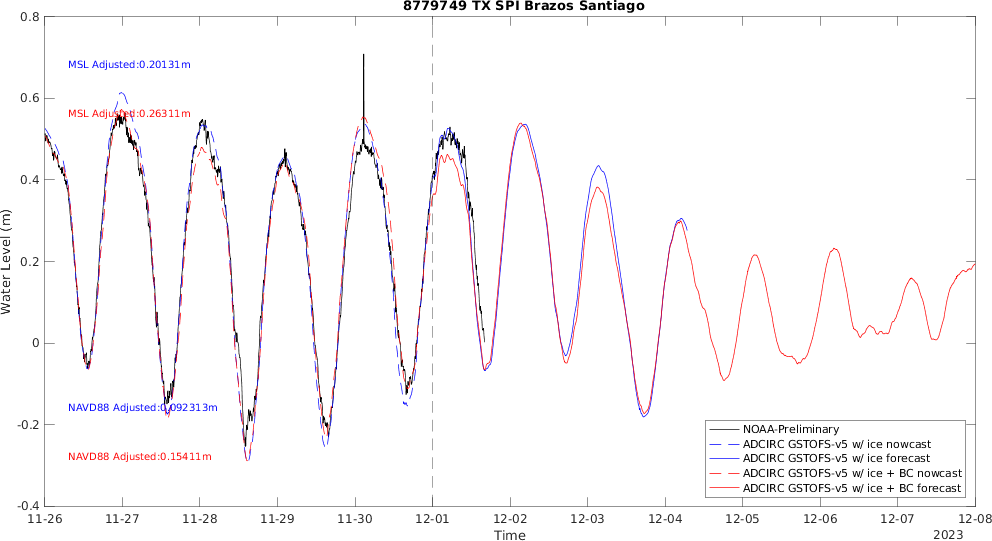 8779749 TX SPI Brazos Santiago
0.8
0.6
0.4
0.2
0
-0.2
-0.4
Water Level (m)
MSL Adjusted:0.20131m
MSL Adjusted:0.26311m
NAVD88 Adjusted:0.092313m
NAVD88 Adjusted:0.15411m
NOAA-Preliminary
ADCIRC GSTOFS-v5 w/ ice nowcast
ADCIRC GSTOFS-v5 w/ ice forecast
ADCIRC GSTOFS-v5 w/ ice + BC nowcast
ADCIRC GSTOFS-v5 w/ ice + BC forecast
11-26 11-27 11-28 11-29 11-30 12-01 12-02 12-03 12-04 12-05 12-06 12-07 12-08
Time
2023